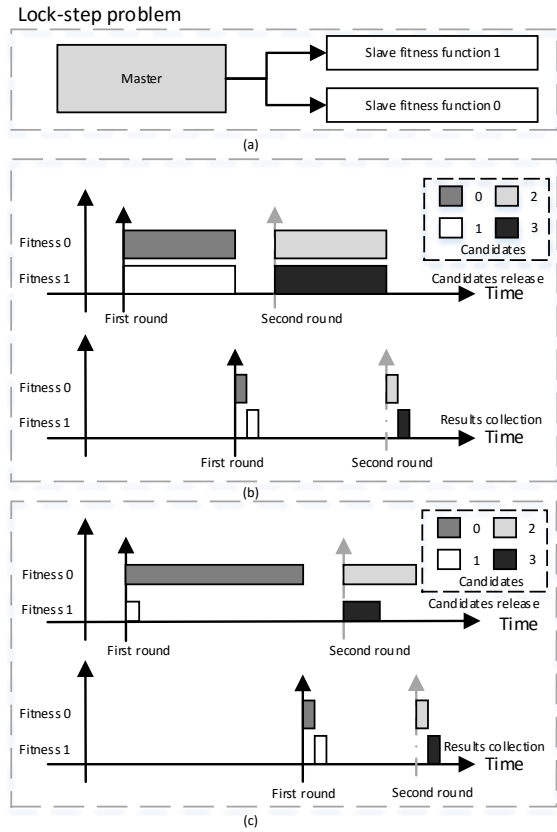 Lock-step problem
Master
Slave fitness function 1
Slave fitness function 0
(a)
0
2
1
3
Candidates
Fitness 0
Fitness 1
Candidates release
Time
First round
Second round
Fitness 0
Fitness 1
Results collection
Time
First round
Second round
(b)
0
2
1
3
Candidates
Fitness 0
Fitness 1
Candidates release
Time
First round
Second round
Fitness 0
Fitness 1
Results collection
Time
First round
Second round
(c)